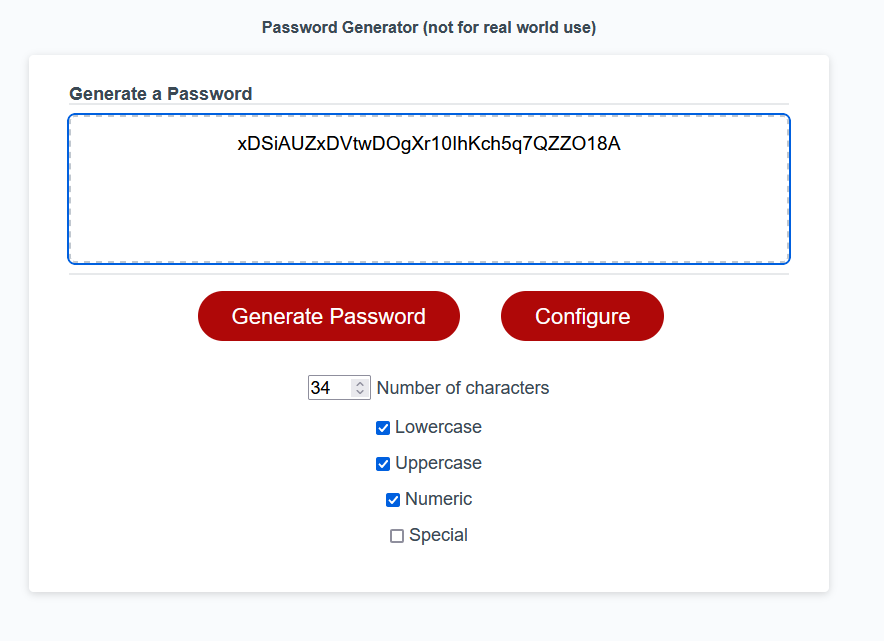 Password Generator (not for real world use)
Generate a Password
xDSiAUZxDVtwDOgXr10IhKch5q7QZZO18A
Generate Password
Configure
34 Number of characters
Lowercase
Uppercase
Numeric
Special